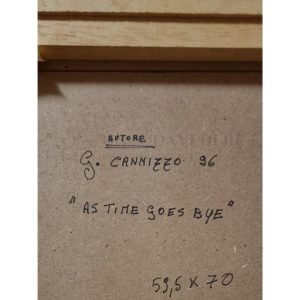 AUTORE
G. CANNIZZO 96
"AS TIME GOES BYE"
59,5 x 70